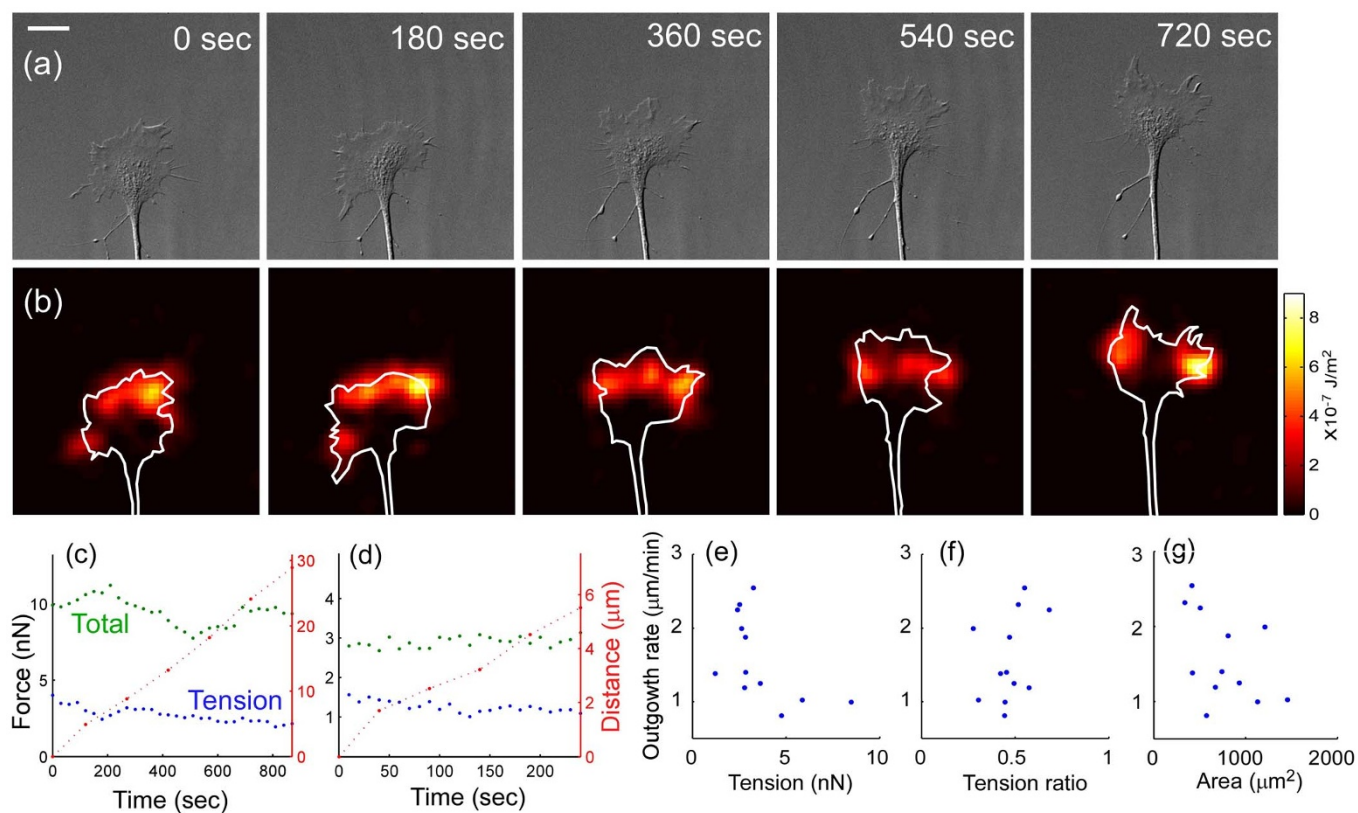 0 sec
180 sec
360 sec
540 sec
720 sec
(a)
(b)
8
6
4
2
0
X10⁻⁷ J/m²
(c)
(d)
(e)
(f)
(g)
Force (nN)
10
5
0
Total
Tension
30
20
10
0
0 200 400 600 800
Time (sec)
4
3
2
1
6
4
2
0
Distance (μm)
0 50 100 150 200
Time (sec)
Outgowth rate (μm/min)
3
2
1
0
0 5 10
Tension (nN)
3
2
1
0
0 0.5 1
Tension ratio
3
2
1
0
0 1000 2000
Area (μm²)